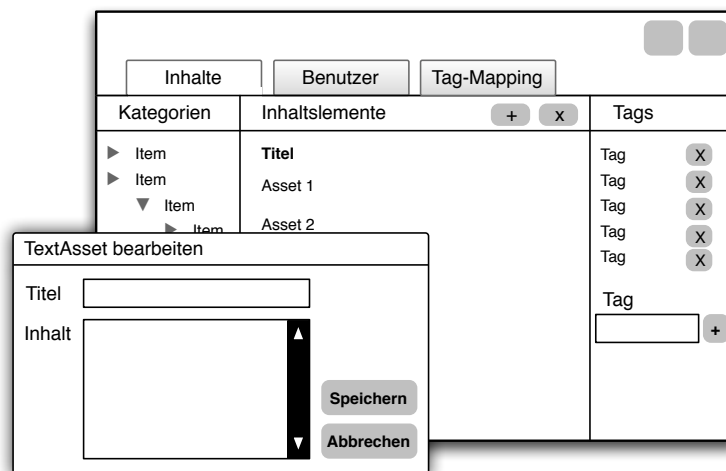 Inhalte Benutzer Tag-Mapping
Kategorien Inhaltslemente + x Tags
Item Titel Tag X
Item Asset 1 Tag X
Item Tag X
Item Asset 2 Tag X
Tag X
TextAsset bearbeiten
Titel
Tag
+
Inhalt
Speichern
Abbrechen